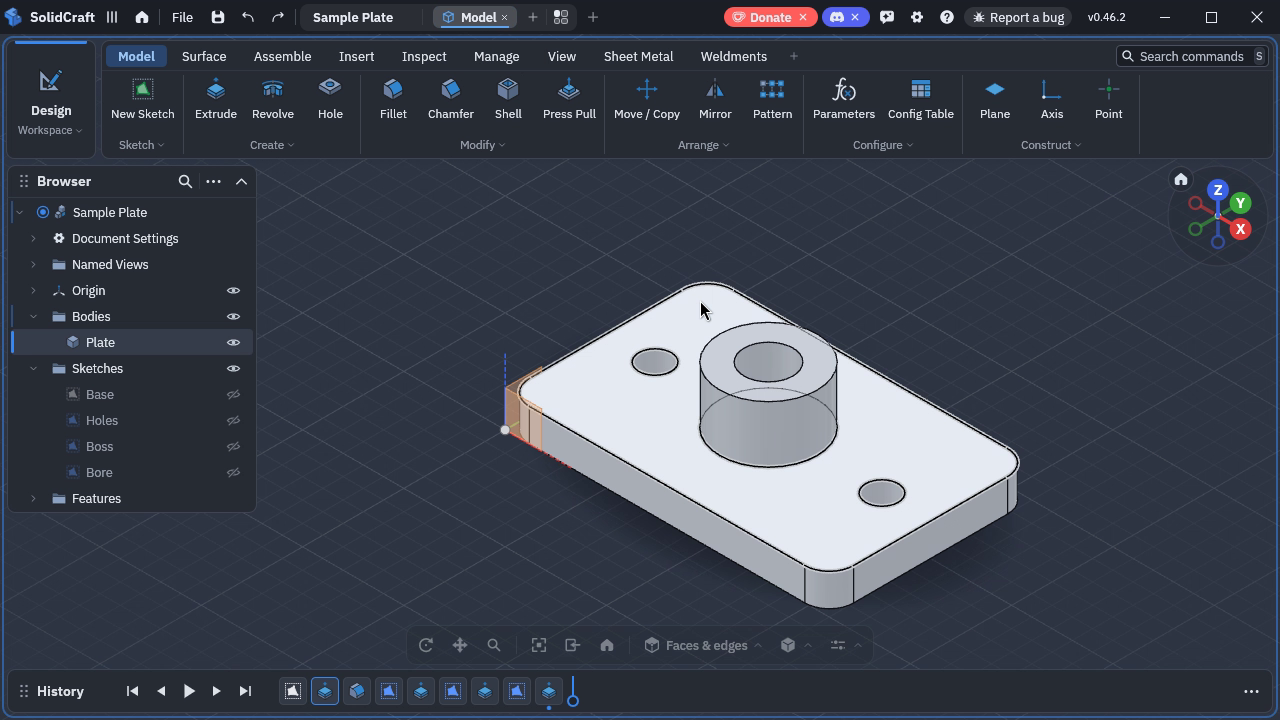 SolidCraft
File
Sample Plate
Model
Donate
Report a bug
v0.46.2
Design
Workspace
Model
Surface
Assemble
Insert
Inspect
Manage
View
Sheet Metal
Weldments
Search commands
S
New Sketch
Extrude
Revolve
Hole
Fillet
Chamfer
Shell
Press Pull
Move / Copy
Mirror
Pattern
Parameters
Config Table
Plane
Axis
Point
Sketch
Create
Modify
Arrange
Configure
Construct
Browser
Sample Plate
Document Settings
Named Views
Origin
Bodies
Plate
Sketches
Base
Holes
Boss
Bore
Features
Z
Y
X
Faces & edges
History